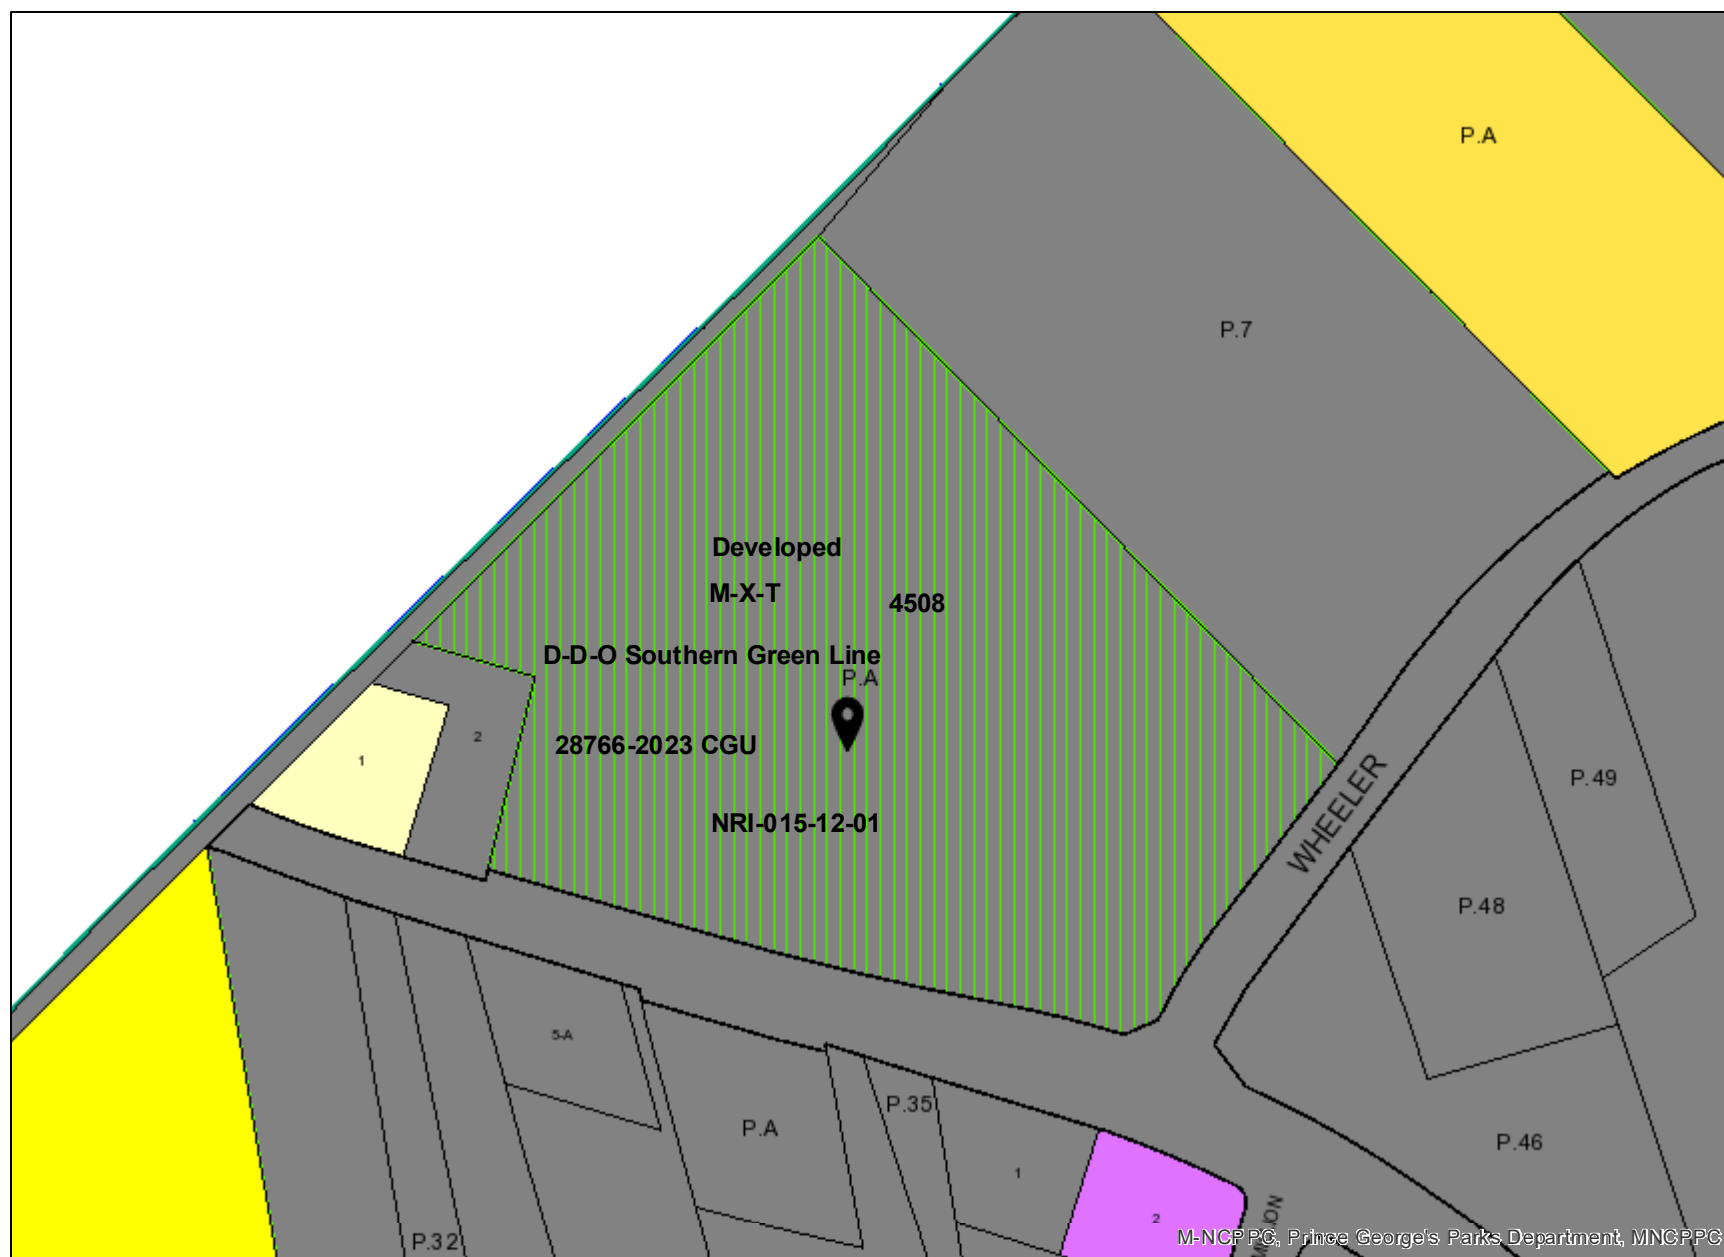 P.A
P.7
Developed
M-X-T
4508
D-D-O Southern Green Line
P.A
28766-2023 CGU
NRI-015-12-01
1
2
WHEELER
P.49
P.48
5-A
P.A
P.35
P.46
1
2
P.32
M-NCPPC, Prince George's Parks Department, MNCPPC